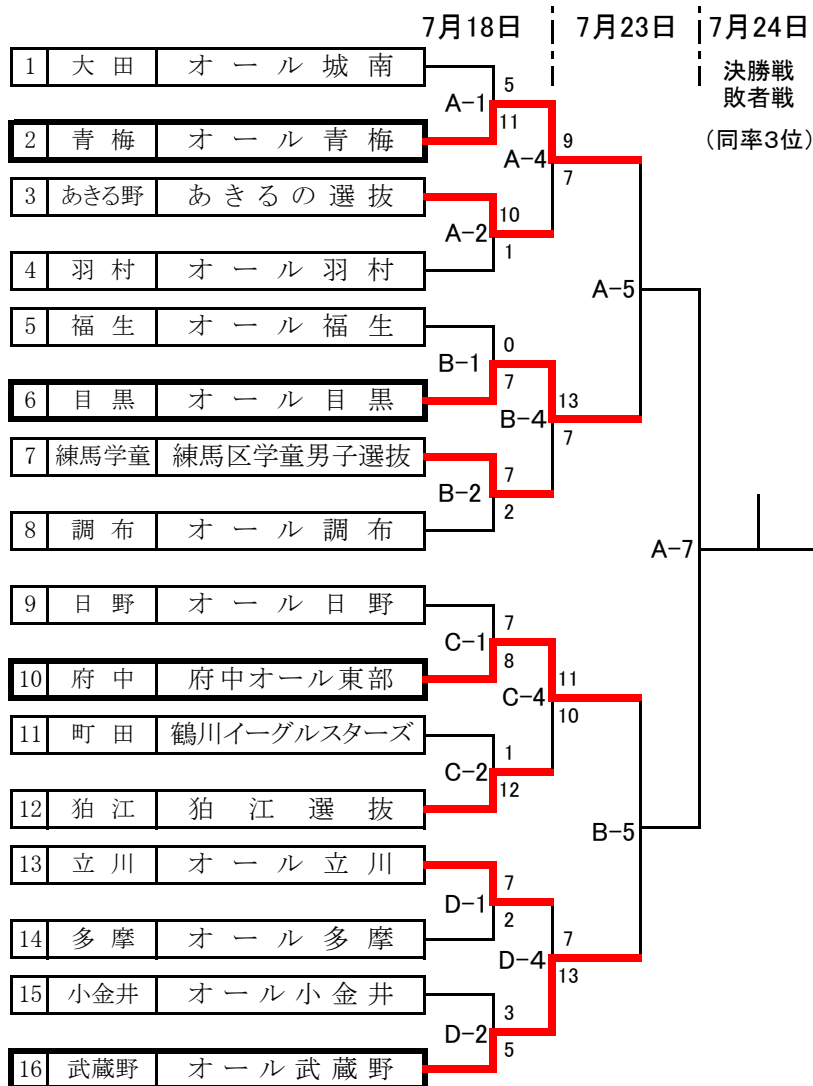 7月18日 7月23日 7月24日
決勝戦
敗者戦
(同率3位)
1 大田 オール城南
5
A-1
11
2 青梅 オール青梅
9
A-4
7
3 あきる野 あきるの選抜
10
A-2
1
4 羽村 オール羽村
A-5
5 福生 オール福生
0
B-1
7
6 目黒 オール目黒
13
B-4
7
7 練馬学童 練馬区学童男子選抜
7
B-2
2
8 調布 オール調布
A-7
9 日野 オール日野
7
C-1
8
10 府中 府中オール東部
11
C-4
10
11 町田 鶴川イーグルスターズ
1
C-2
12
12 狛江 狛江選抜
B-5
13 立川 オール立川
7
D-1
2
14 多摩 オール多摩
7
D-4
13
15 小金井 オール小金井
3
D-2
5
16 武蔵野 オール武蔵野